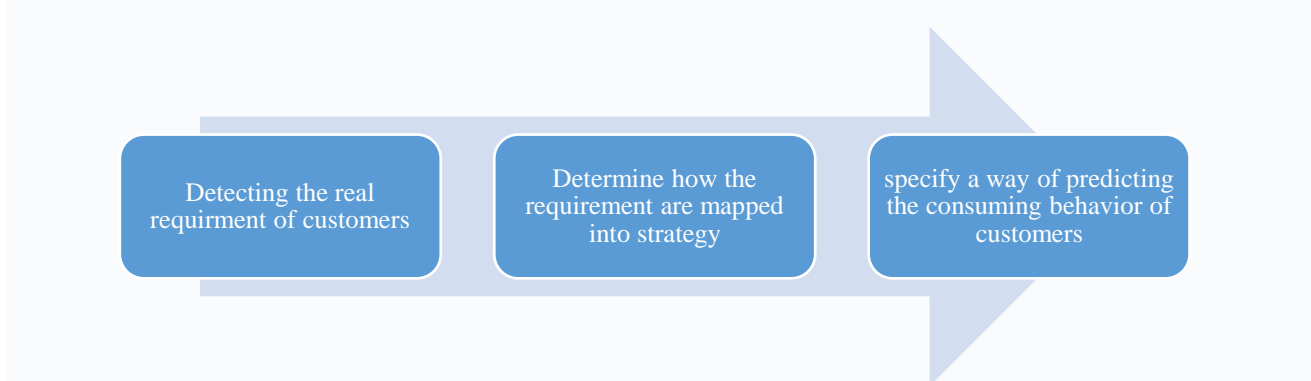 Detecting the real
requirment of customers
Determine how the
requirement are mapped
into strategy
specify a way of predicting
the consuming behavior of
customers